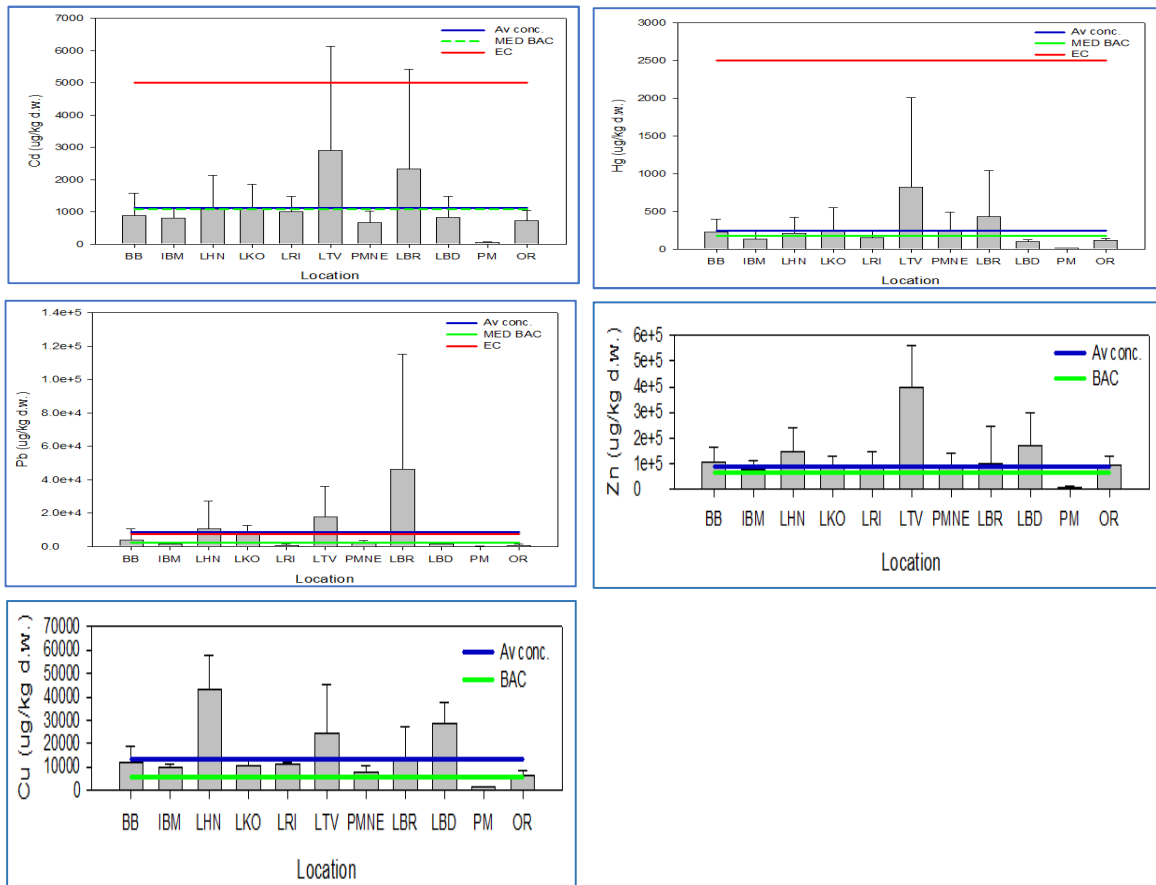 7000
6000
5000
4000
3000
2000
1000
0
Cd (ug/kg d.w.)
Av conc.
MED BAC
EC
BB IBM LHN LKO LRI LTV PMNE LBR LBD PM OR
Location
3000
2500
2000
1500
1000
500
0
Hg (ug/kg d.w.)
Av conc.
MED BAC
EC
BB IBM LHN LKO LRI LTV PMNE LBR LBD PM OR
Location
1.4e+5
1.2e+5
1.0e+5
8.0e+4
6.0e+4
4.0e+4
2.0e+4
0.0
Pb (ug/kg d.w.)
Av conc.
MED BAC
EC
BB IBM LHN LKO LRI LTV PMNE LBR LBD PM OR
Location
6e+5
5e+5
4e+5
3e+5
2e+5
1e+5
0
Zn (ug/kg d.w.)
Av conc.
BAC
BB IBM LHN LKO LRI LTV PMNE LBR LBD PM OR
Location
70000
60000
50000
40000
30000
20000
10000
0
Cu (ug/kg d.w.)
Av conc.
BAC
BB IBM LHN LKO LRI LTV PMNE LBR LBD PM OR
Location